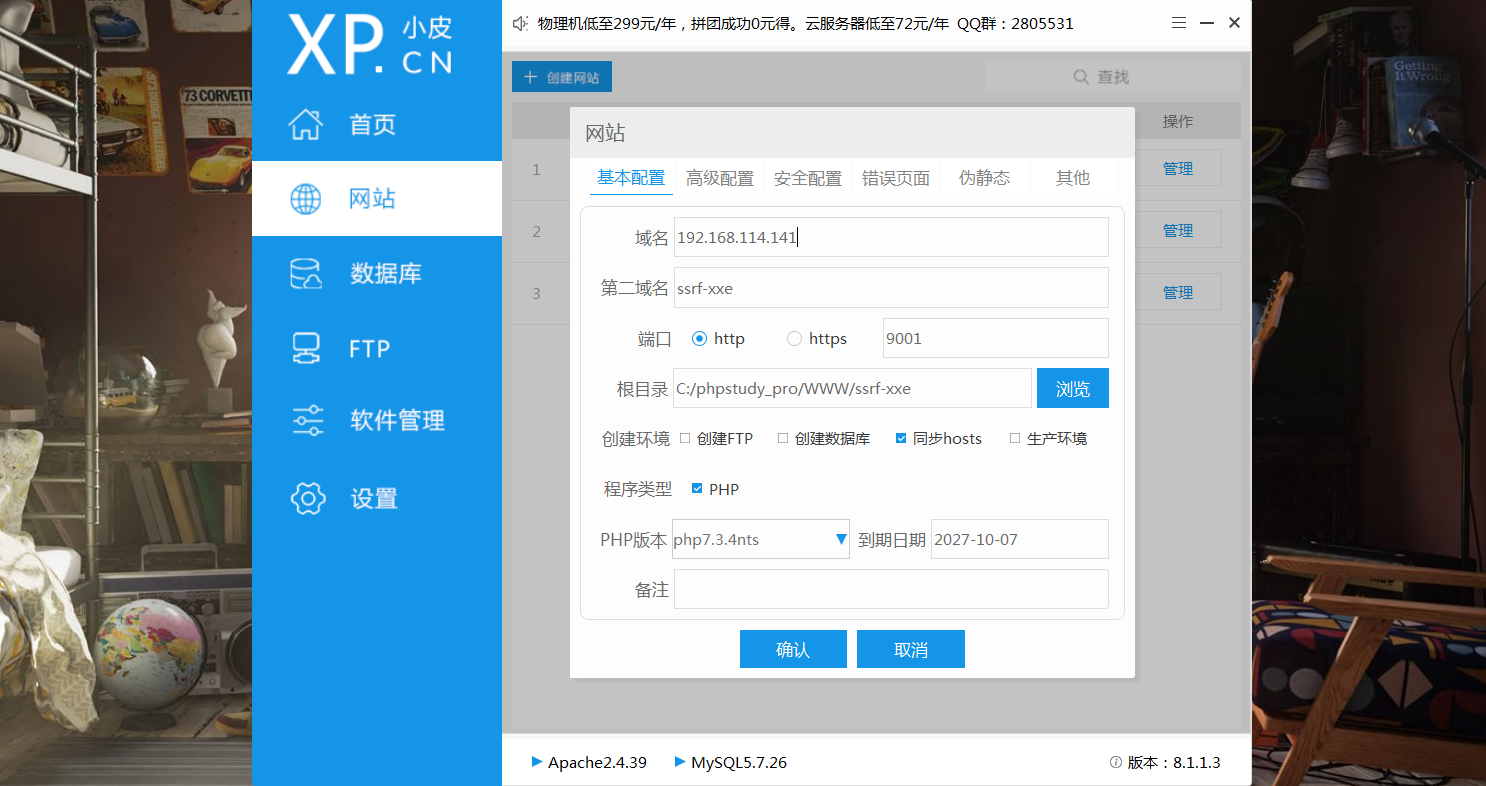 XP.小皮CN
首页
网站
数据库
FTP
软件管理
设置
物理机低至299元/年，拼团成功0元得。云服务器低至72元/年 QQ群：2805531
创建网站
查找
操作
1
管理
2
管理
3
管理
网站
基本配置 高级配置 安全配置 错误页面 伪静态 其他
域名 192.168.114.141
第二域名 ssrf-xxe
端口 http https 9001
根目录 C:/phpstudy_pro/WWW/ssrf-xxe 浏览
创建环境 创建FTP 创建数据库 同步hosts 生产环境
程序类型 PHP
PHP版本 php7.3.4nts 到期日期 2027-10-07
备注
确认 取消
Apache2.4.39 MySQL5.7.26 版本：8.1.1.3
'73 CORVETTE
Getting It Wrong